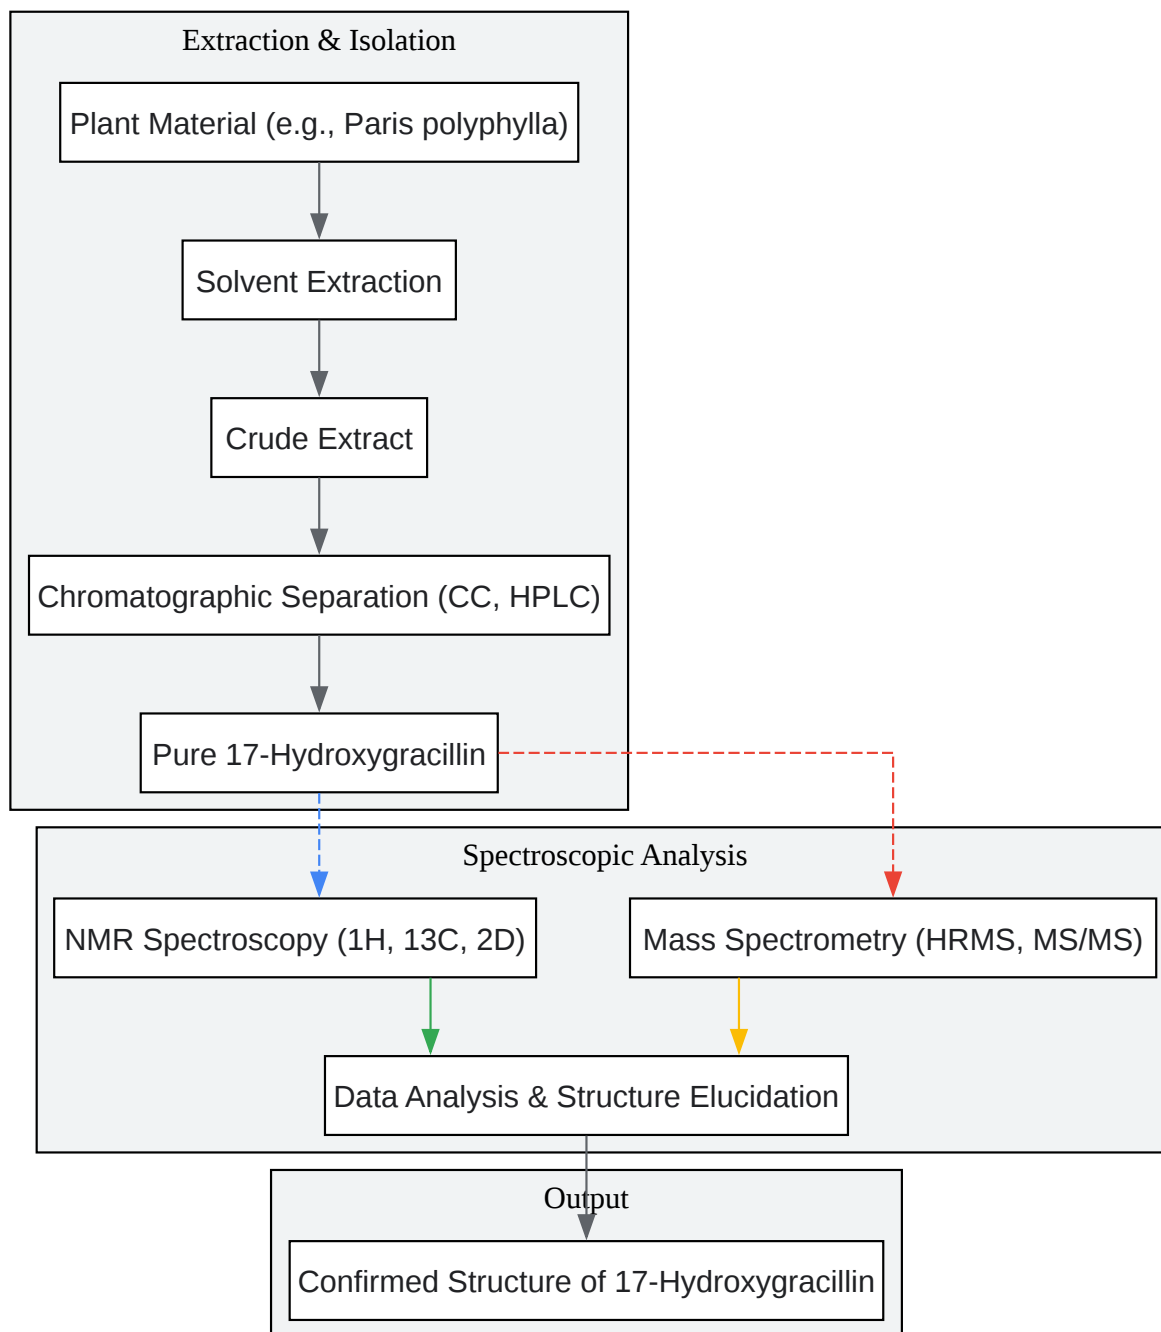 Extraction & Isolation
Plant Material (e.g., Paris polyphylla)
Solvent Extraction
Crude Extract
Chromatographic Separation (CC, HPLC)
Pure 17-Hydroxygracillin
Spectroscopic Analysis
NMR Spectroscopy (1H, 13C, 2D)
Mass Spectrometry (HRMS, MS/MS)
Data Analysis & Structure Elucidation
Output
Confirmed Structure of 17-Hydroxygracillin